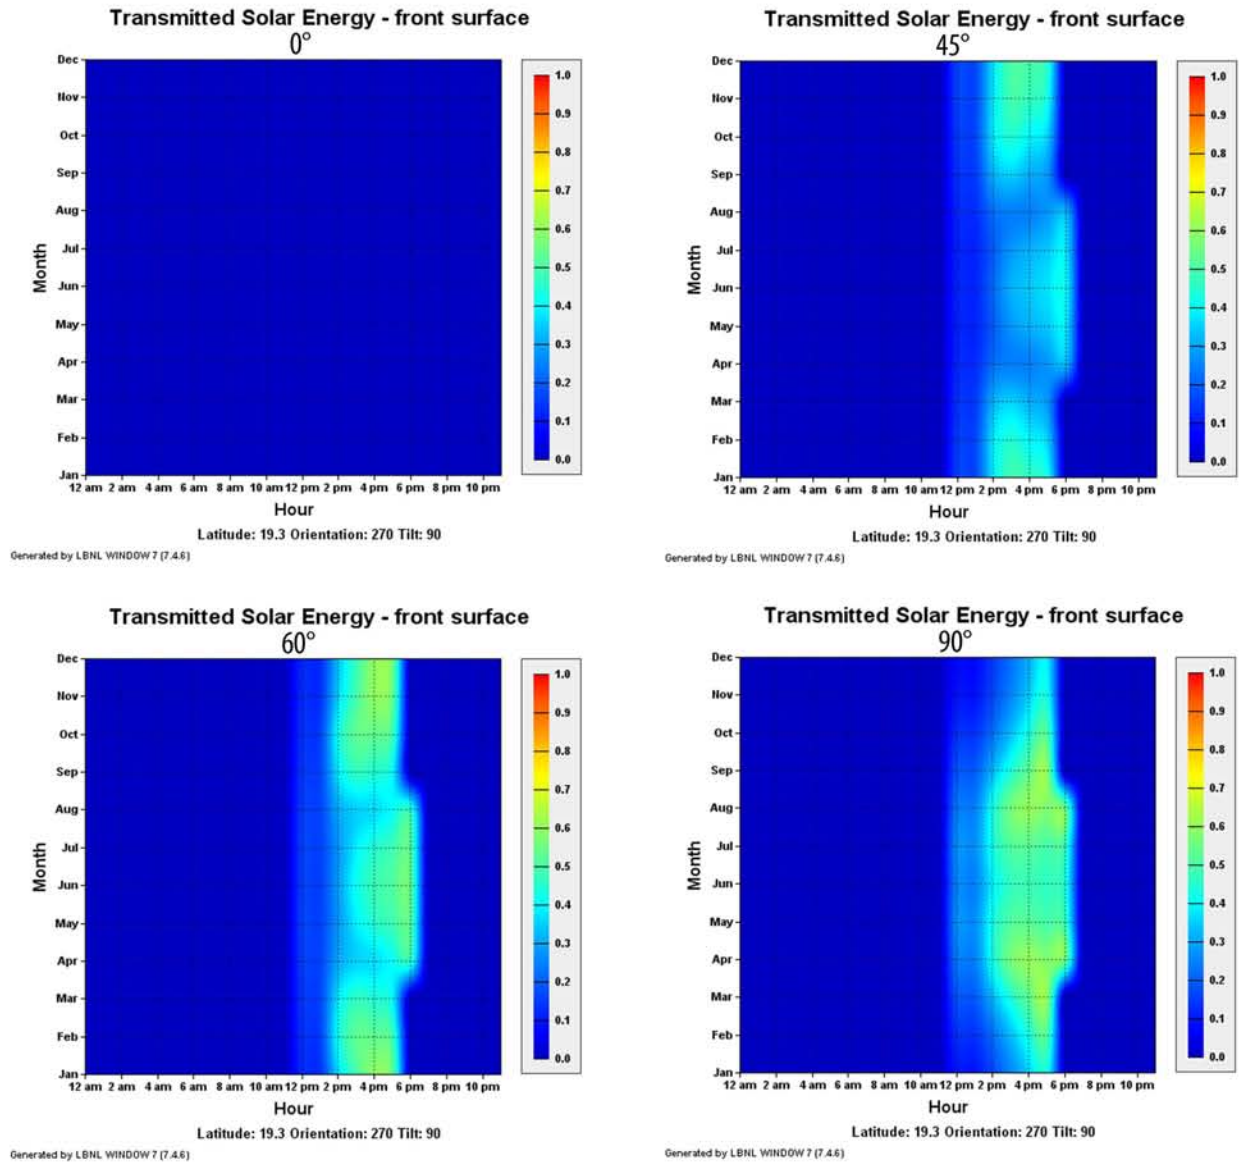 Transmitted Solar Energy - front surface
0°
Dec
Nov
Oct
Sep
Aug
Jul
Jun
May
Apr
Mar
Feb
Jan
Month
12 am 2 am 4 am 6 am 8 am 10 am 12 pm 2 pm 4 pm 6 pm 8 pm 10 pm
Hour
1.0
0.9
0.8
0.7
0.6
0.5
0.4
0.3
0.2
0.1
0.0
Latitude: 19.3 Orientation: 270 Tilt: 90
Generated by LBNL WINDOW 7 (7.4.6)
Transmitted Solar Energy - front surface
45°
Dec
Nov
Oct
Sep
Aug
Jul
Jun
May
Apr
Mar
Feb
Jan
Month
12 am 2 am 4 am 6 am 8 am 10 am 12 pm 2 pm 4 pm 6 pm 8 pm 10 pm
Hour
1.0
0.9
0.8
0.7
0.6
0.5
0.4
0.3
0.2
0.1
0.0
Latitude: 19.3 Orientation: 270 Tilt: 90
Generated by LBNL WINDOW 7 (7.4.6)
Transmitted Solar Energy - front surface
60°
Dec
Nov
Oct
Sep
Aug
Jul
Jun
May
Apr
Mar
Feb
Jan
Month
12 am 2 am 4 am 6 am 8 am 10 am 12 pm 2 pm 4 pm 6 pm 8 pm 10 pm
Hour
1.0
0.9
0.8
0.7
0.6
0.5
0.4
0.3
0.2
0.1
0.0
Latitude: 19.3 Orientation: 270 Tilt: 90
Generated by LBNL WINDOW 7 (7.4.6)
Transmitted Solar Energy - front surface
90°
Dec
Nov
Oct
Sep
Aug
Jul
Jun
May
Apr
Mar
Feb
Jan
Month
12 am 2 am 4 am 6 am 8 am 10 am 12 pm 2 pm 4 pm 6 pm 8 pm 10 pm
Hour
1.0
0.9
0.8
0.7
0.6
0.5
0.4
0.3
0.2
0.1
0.0
Latitude: 19.3 Orientation: 270 Tilt: 90
Generated by LBNL WINDOW 7 (7.4.6)